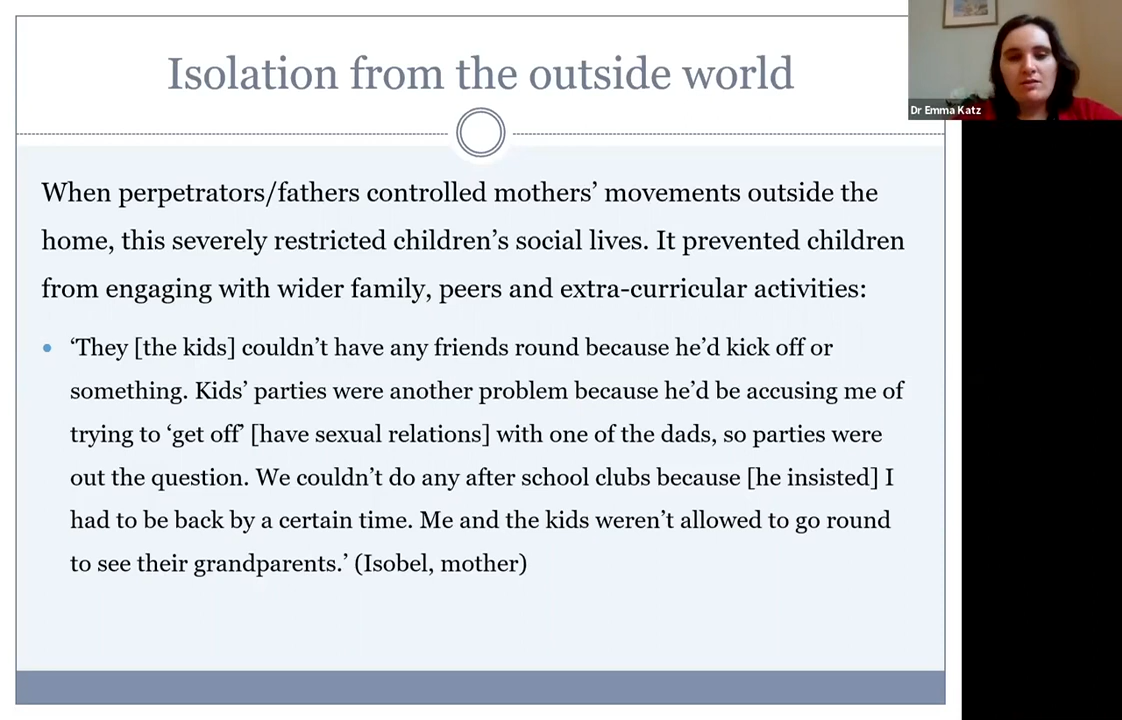 Isolation from the outside world
Dr Emma Katz
When perpetrators/fathers controlled mothers’ movements outside the
home, this severely restricted children’s social lives. It prevented children
from engaging with wider family, peers and extra-curricular activities:
• ‘They [the kids] couldn’t have any friends round because he’d kick off or
something. Kids’ parties were another problem because he’d be accusing me of
trying to ‘get off’ [have sexual relations] with one of the dads, so parties were
out the question. We couldn’t do any after school clubs because [he insisted] I
had to be back by a certain time. Me and the kids weren’t allowed to go round
to see their grandparents.’ (Isobel, mother)